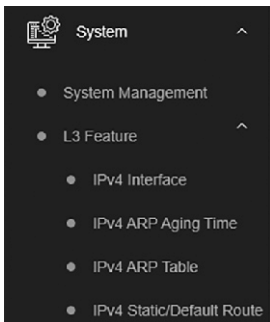 System
System Management
L3 Feature
IPv4 Interface
IPv4 ARP Aging Time
IPv4 ARP Table
IPv4 Static/Default Route